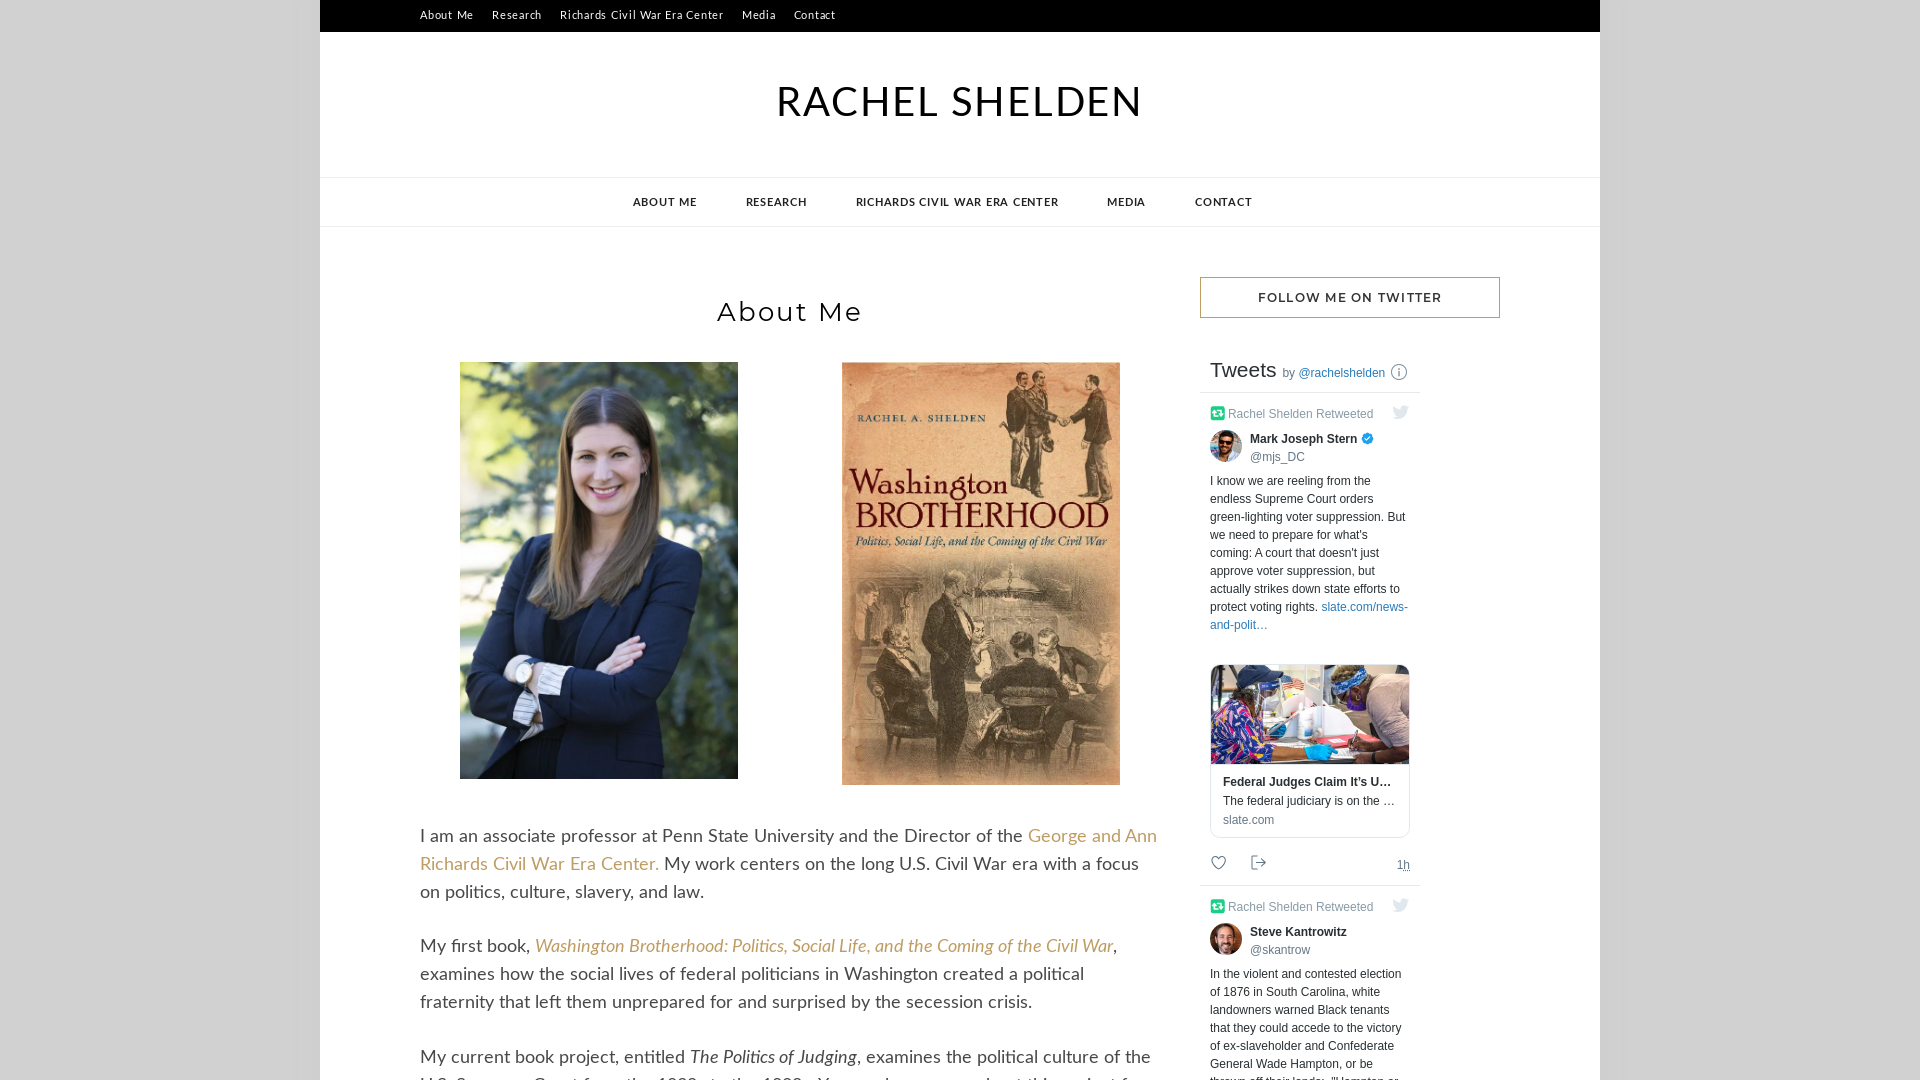 About Me Research Richards Civil War Era Center Media Contact
RACHEL SHELDEN
ABOUT ME RESEARCH RICHARDS CIVIL WAR ERA CENTER MEDIA CONTACT
About Me
RACHEL A. SHELDEN
Washington
BROTHERHOOD
Politics, Social Life, and the Coming of the Civil War
I am an associate professor at Penn State University and the Director of the George and Ann
Richards Civil War Era Center. My work centers on the long U.S. Civil War era with a focus
on politics, culture, slavery, and law.
My first book, Washington Brotherhood: Politics, Social Life, and the Coming of the Civil War,
examines how the social lives of federal politicians in Washington created a political
fraternity that left them unprepared for and surprised by the secession crisis.
My current book project, entitled The Politics of Judging, examines the political culture of the
FOLLOW ME ON TWITTER
Tweets by @rachelshelden
Rachel Shelden Retweeted
Mark Joseph Stern
@mjs_DC
I know we are reeling from the
endless Supreme Court orders
green-lighting voter suppression. But
we need to prepare for what's
coming: A court that doesn't just
approve voter suppression, but
actually strikes down state efforts to
protect voting rights. slate.com/news-
and-polit…
Federal Judges Claim It’s U…
The federal judiciary is on the …
slate.com
1h
Rachel Shelden Retweeted
Steve Kantrowitz
@skantrow
In the violent and contested election
of 1876 in South Carolina, white
landowners warned Black tenants
that they could accede to the victory
of ex-slaveholder and Confederate
General Wade Hampton, or be